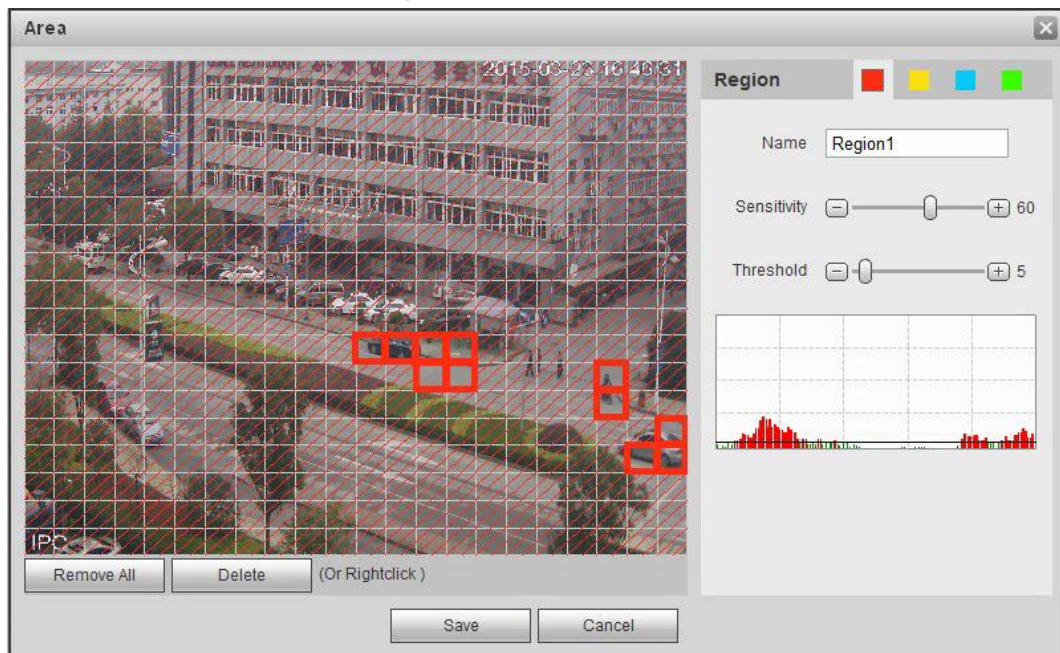 Area
2015-03-23 16:46:31
Region
Name
Region1
Sensitivity
60
Threshold
5
IPC
Remove All
Delete
(Or Rightclick )
Save
Cancel